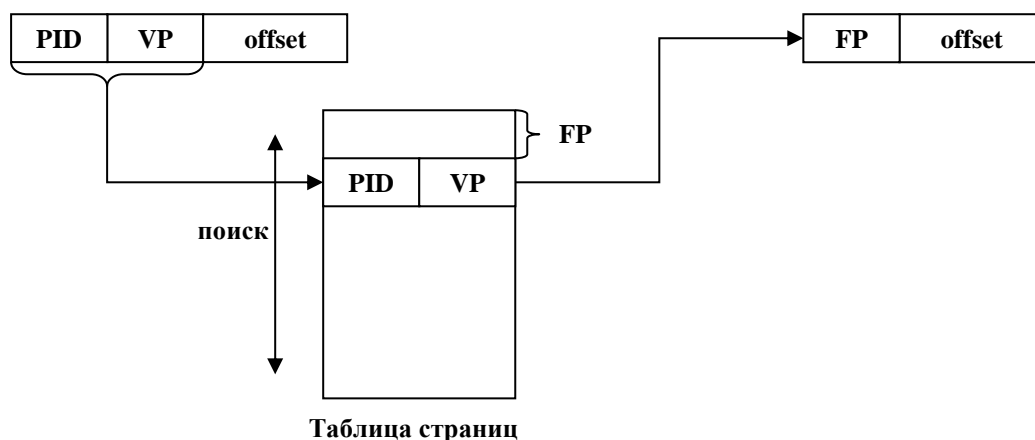 PID VP offset
FP offset
FP
PID VP
поиск
Таблица страниц